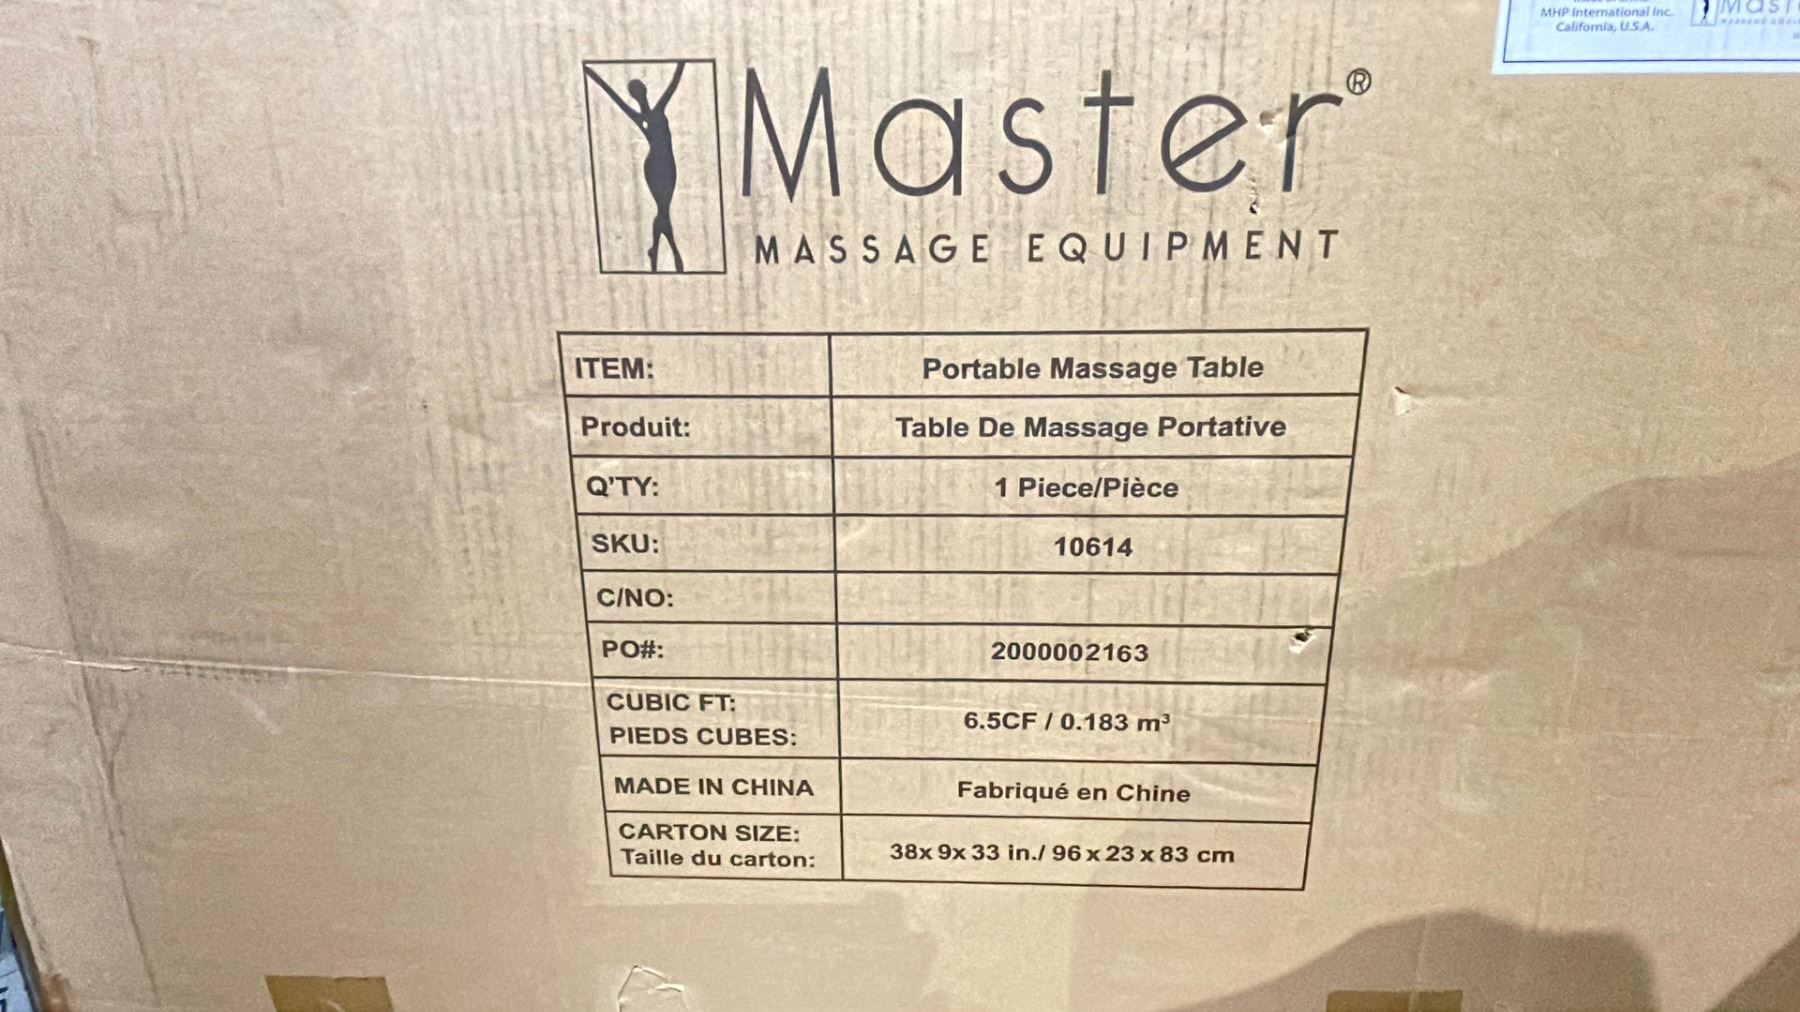 MHP International Inc.
California, U.S.A.
Master®
MASSAGE EQUIPMENT
ITEM: Portable Massage Table
Produit: Table De Massage Portative
Q'TY: 1 Piece/Pièce
SKU: 10614
C/NO:
PO#: 2000002163
CUBIC FT:
PIEDS CUBES: 6.5CF / 0.183 m³
MADE IN CHINA Fabriqué en Chine
CARTON SIZE:
Taille du carton: 38x 9x 33 in./ 96 x 23 x 83 cm